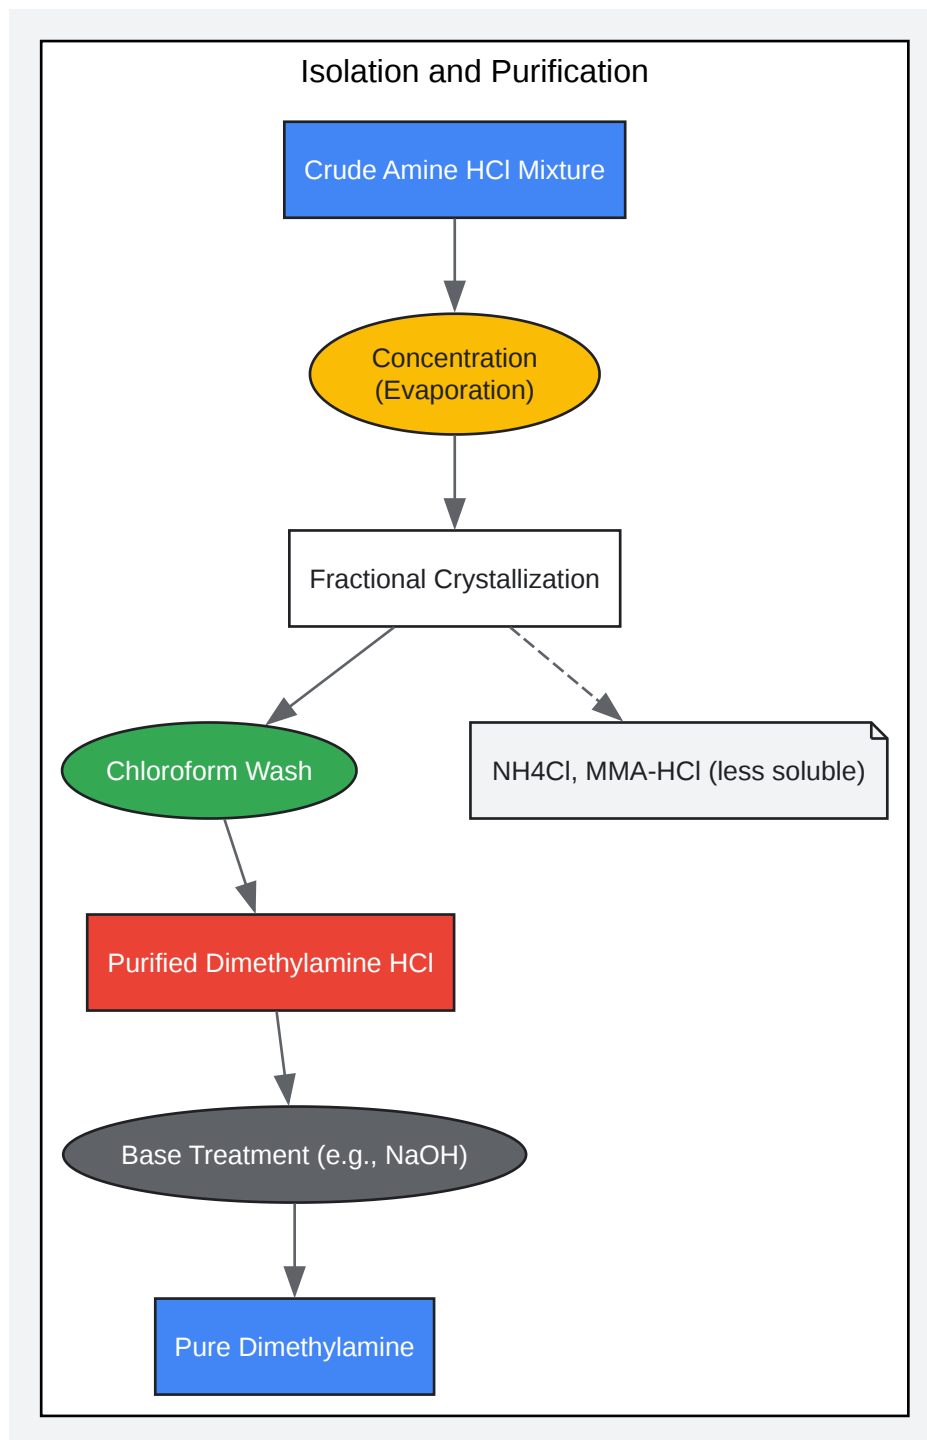 Isolation and Purification
Crude Amine HCl Mixture
Concentration
(Evaporation)
Fractional Crystallization
Chloroform Wash
NH4Cl, MMA-HCl (less soluble)
Purified Dimethylamine HCl
Base Treatment (e.g., NaOH)
Pure Dimethylamine